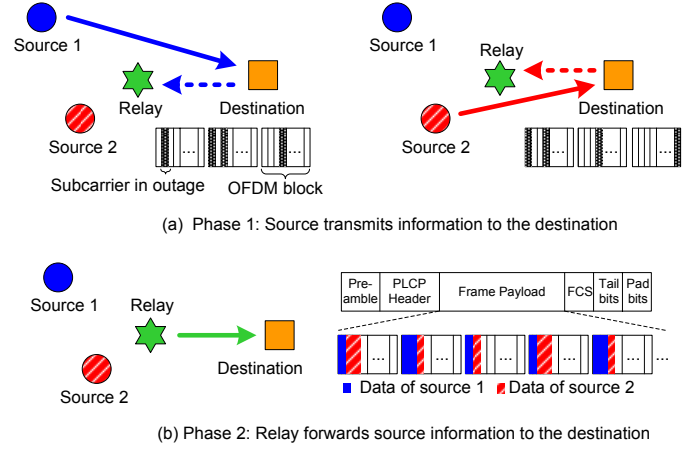 Source 1
Relay
Destination
Source 2
...
...
...
Subcarrier in outage
OFDM block
Source 1
Relay
Destination
Source 2
...
...
...
(a) Phase 1: Source transmits information to the destination
Source 1
Relay
Destination
Source 2
Pre-
amble
PLCP
Header
Frame Payload
FCS
Tail
bits
Pad
bits
...
...
...
...
...
...
Data of source 1
Data of source 2
(b) Phase 2: Relay forwards source information to the destination